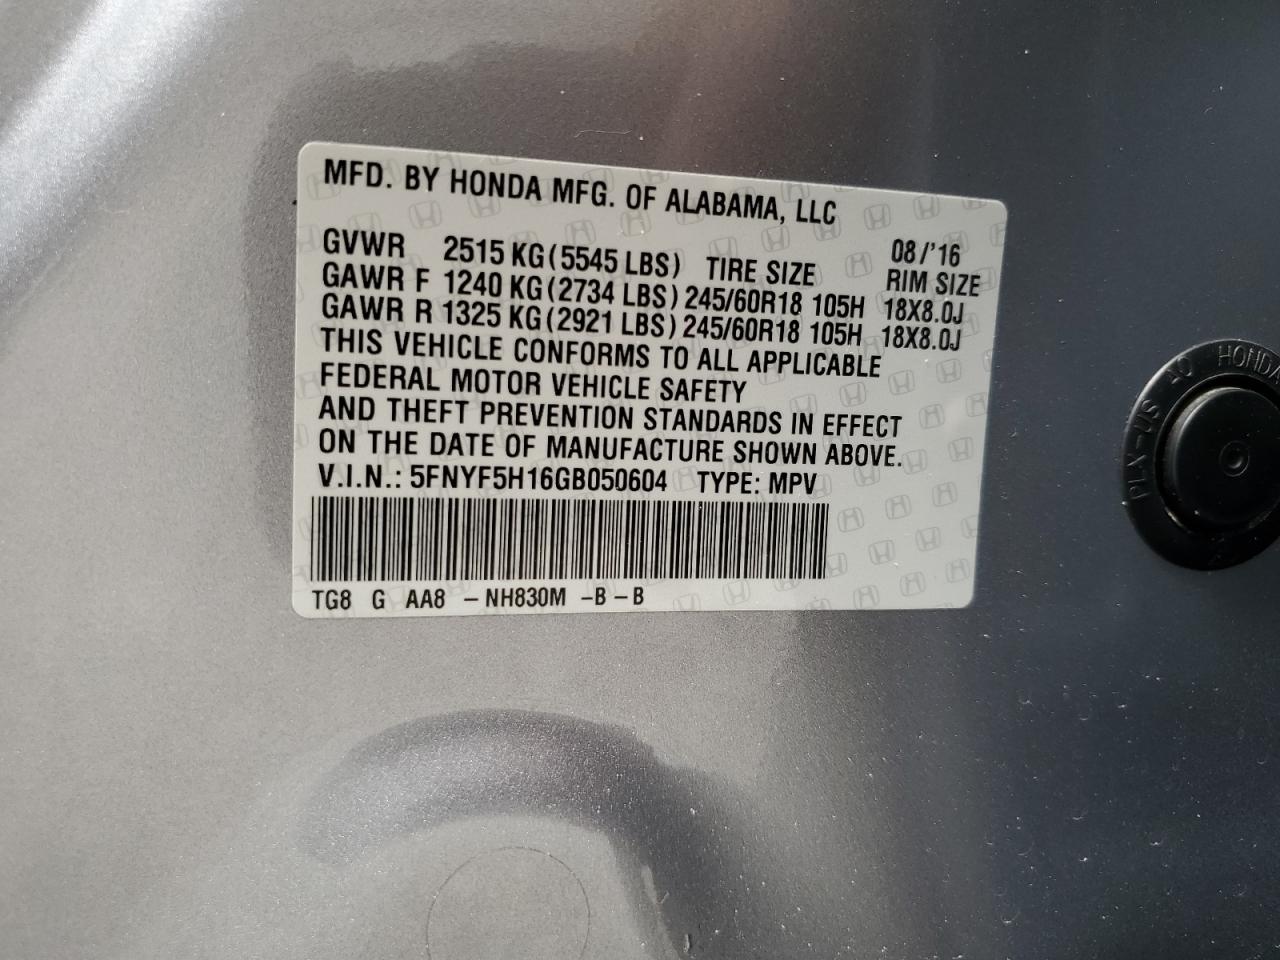 MFD. BY HONDA MFG. OF ALABAMA, LLC
08/'16
GVWR 2515 KG(5545 LBS) TIRE SIZE RIM SIZE
GAWR F 1240 KG(2734 LBS) 245/60R18 105H 18X8.0J
GAWR R 1325 KG(2921 LBS) 245/60R18 105H 18X8.0J
THIS VEHICLE CONFORMS TO ALL APPLICABLE
FEDERAL MOTOR VEHICLE SAFETY
AND THEFT PREVENTION STANDARDS IN EFFECT
ON THE DATE OF MANUFACTURE SHOWN ABOVE.
V.I.N.: 5FNYF5H16GB050604 TYPE: MPV
TG8 G AA8 -NH830M -B-B
PLX-US 40 HONDA